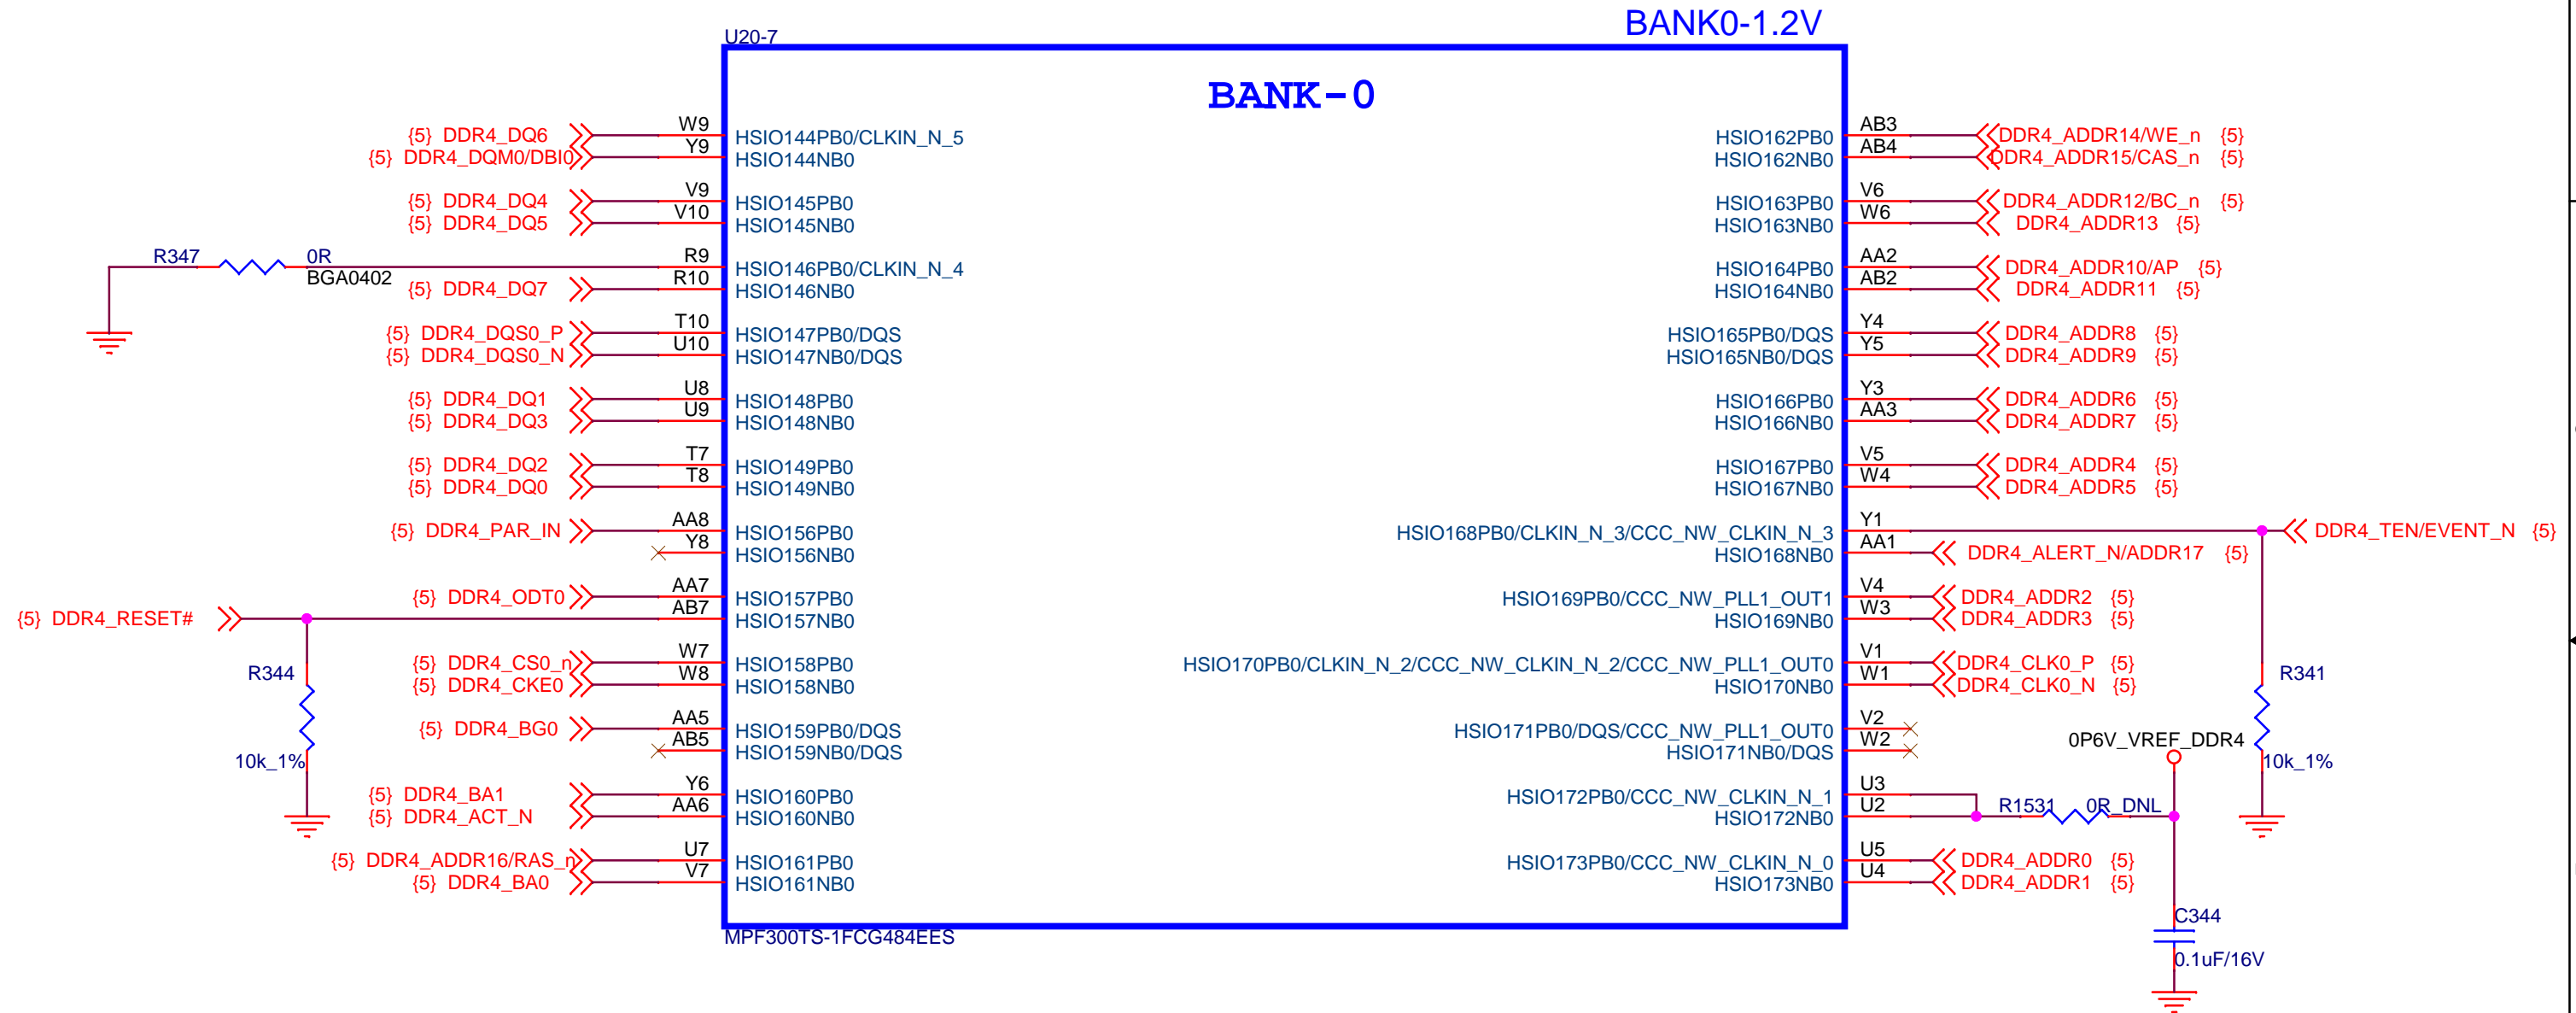 BANK0-1.2V
U20-7
BANK-0
{5} DDR4_DQ6 W9 HSIO144PB0/CLKIN_N_5
{5} DDR4_DQM0/DBI0 Y9 HSIO144NB0
{5} DDR4_DQ4 V9 HSIO145PB0
{5} DDR4_DQ5 V10 HSIO145NB0
R347 0R R9 HSIO146PB0/CLKIN_N_4
BGA0402
{5} DDR4_DQ7 R10 HSIO146NB0
{5} DDR4_DQS0_P T10 HSIO147PB0/DQS
{5} DDR4_DQS0_N U10 HSIO147NB0/DQS
{5} DDR4_DQ1 U8 HSIO148PB0
{5} DDR4_DQ3 U9 HSIO148NB0
{5} DDR4_DQ2 T7 HSIO149PB0
{5} DDR4_DQ0 T8 HSIO149NB0
{5} DDR4_PAR_IN AA8 HSIO156PB0
Y8 HSIO156NB0
{5} DDR4_ODT0 AA7 HSIO157PB0
{5} DDR4_RESET# AB7 HSIO157NB0
R344
10k_1%
{5} DDR4_CS0_n W7 HSIO158PB0
{5} DDR4_CKE0 W8 HSIO158NB0
{5} DDR4_BG0 AA5 HSIO159PB0/DQS
AB5 HSIO159NB0/DQS
{5} DDR4_BA1 Y6 HSIO160PB0
{5} DDR4_ACT_N AA6 HSIO160NB0
{5} DDR4_ADDR16/RAS_n U7 HSIO161PB0
{5} DDR4_BA0 V7 HSIO161NB0
HSIO162PB0 AB3 DDR4_ADDR14/WE_n {5}
HSIO162NB0 AB4 DDR4_ADDR15/CAS_n {5}
HSIO163PB0 V6 DDR4_ADDR12/BC_n {5}
HSIO163NB0 W6 DDR4_ADDR13 {5}
HSIO164PB0 AA2 DDR4_ADDR10/AP {5}
HSIO164NB0 AB2 DDR4_ADDR11 {5}
HSIO165PB0/DQS Y4 DDR4_ADDR8 {5}
HSIO165NB0/DQS Y5 DDR4_ADDR9 {5}
HSIO166PB0 Y3 DDR4_ADDR6 {5}
HSIO166NB0 AA3 DDR4_ADDR7 {5}
HSIO167PB0 V5 DDR4_ADDR4 {5}
HSIO167NB0 W4 DDR4_ADDR5 {5}
HSIO168PB0/CLKIN_N_3/CCC_NW_CLKIN_N_3 Y1 DDR4_TEN/EVENT_N {5}
HSIO168NB0 AA1 DDR4_ALERT_N/ADDR17 {5}
HSIO169PB0/CCC_NW_PLL1_OUT1 V4 DDR4_ADDR2 {5}
HSIO169NB0 W3 DDR4_ADDR3 {5}
HSIO170PB0/CLKIN_N_2/CCC_NW_CLKIN_N_2/CCC_NW_PLL1_OUT0 V1 DDR4_CLK0_P {5}
HSIO170NB0 W1 DDR4_CLK0_N {5}
R341
10k_1%
HSIO171PB0/DQS/CCC_NW_PLL1_OUT0 V2
HSIO171NB0/DQS W2
0P6V_VREF_DDR4
HSIO172PB0/CCC_NW_CLKIN_N_1 U3
HSIO172NB0 U2 R1531 0R_DNL
HSIO173PB0/CCC_NW_CLKIN_N_0 U5 DDR4_ADDR0 {5}
HSIO173NB0 U4 DDR4_ADDR1 {5}
C344
0.1uF/16V
MPF300TS-1FCG484EES